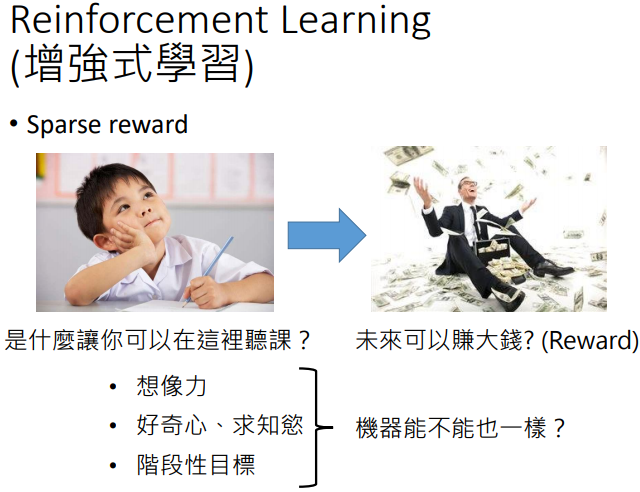 Reinforcement Learning
(增強式學習)
• Sparse reward
是什麼讓你可以在這裡聽課？
未來可以賺大錢? (Reward)
• 想像力
• 好奇心、求知慾
• 階段性目標
機器能不能也一樣？